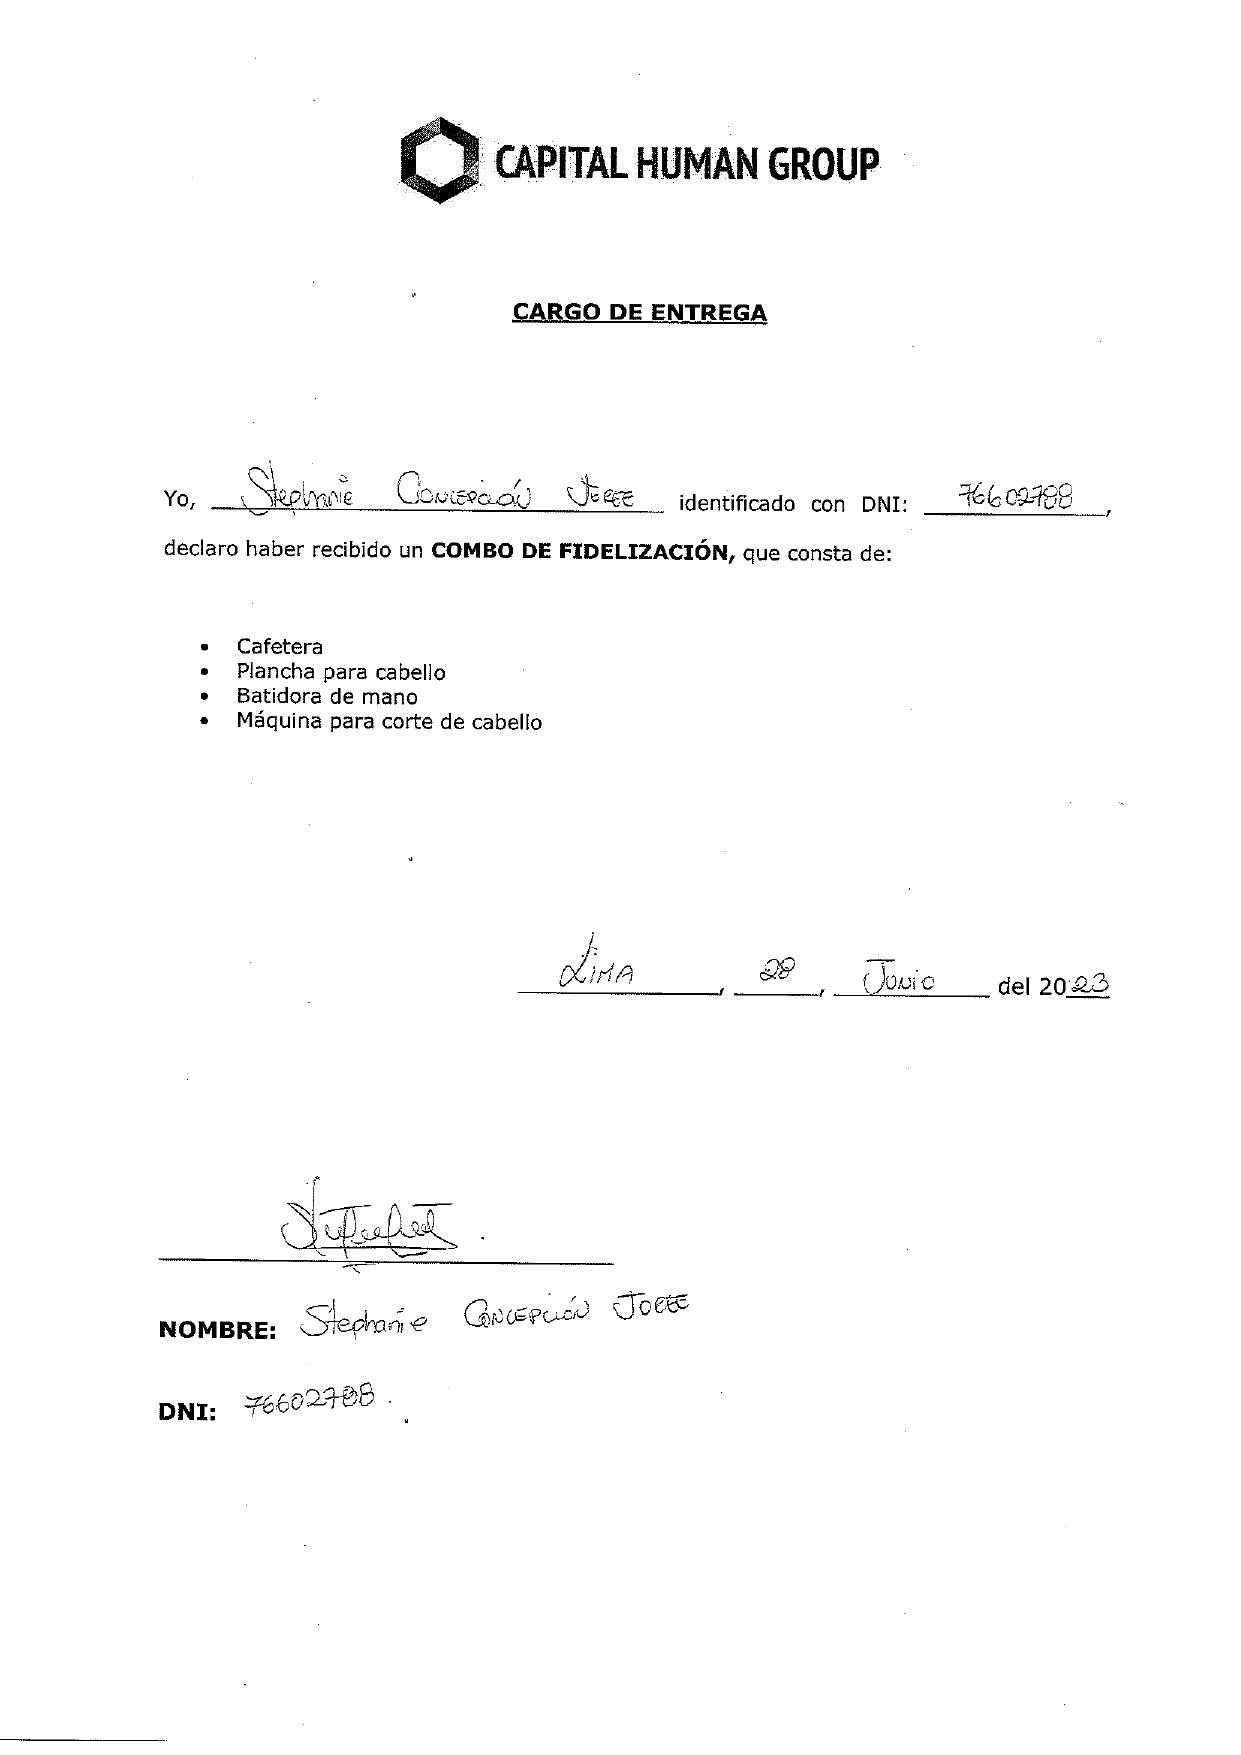 CAPITAL HUMAN GROUP
CARGO DE ENTREGA
Yo, Stephanie Concepción Jorge identificado con DNI: 76602788,
declaro haber recibido un COMBO DE FIDELIZACIÓN, que consta de:
• Cafetera
• Plancha para cabello
• Batidora de mano
• Máquina para corte de cabello
Lima, 28, Junio del 2023
NOMBRE: Stephanie Concepción Jorge
DNI: 76602788.